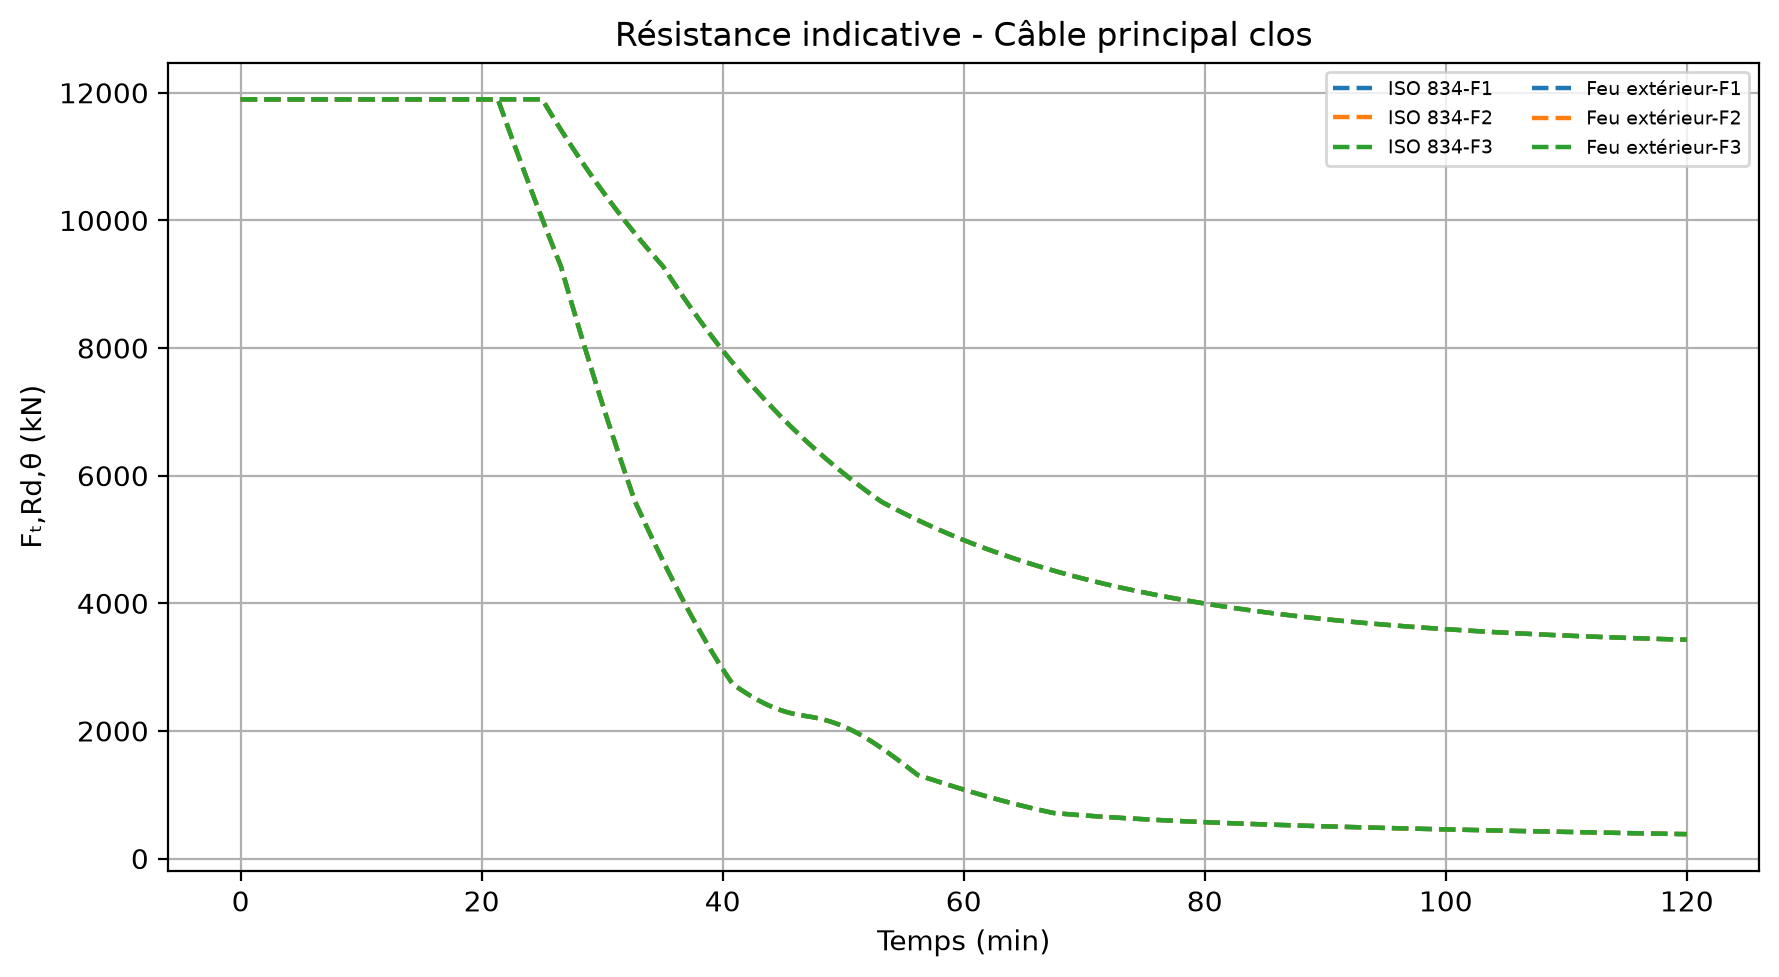 Résistance indicative - Câble principal clos
Fₜ,Rd,θ (kN)
12000
10000
8000
6000
4000
2000
0
ISO 834-F1
ISO 834-F2
ISO 834-F3
Feu extérieur-F1
Feu extérieur-F2
Feu extérieur-F3
0 20 40 60 80 100 120
Temps (min)